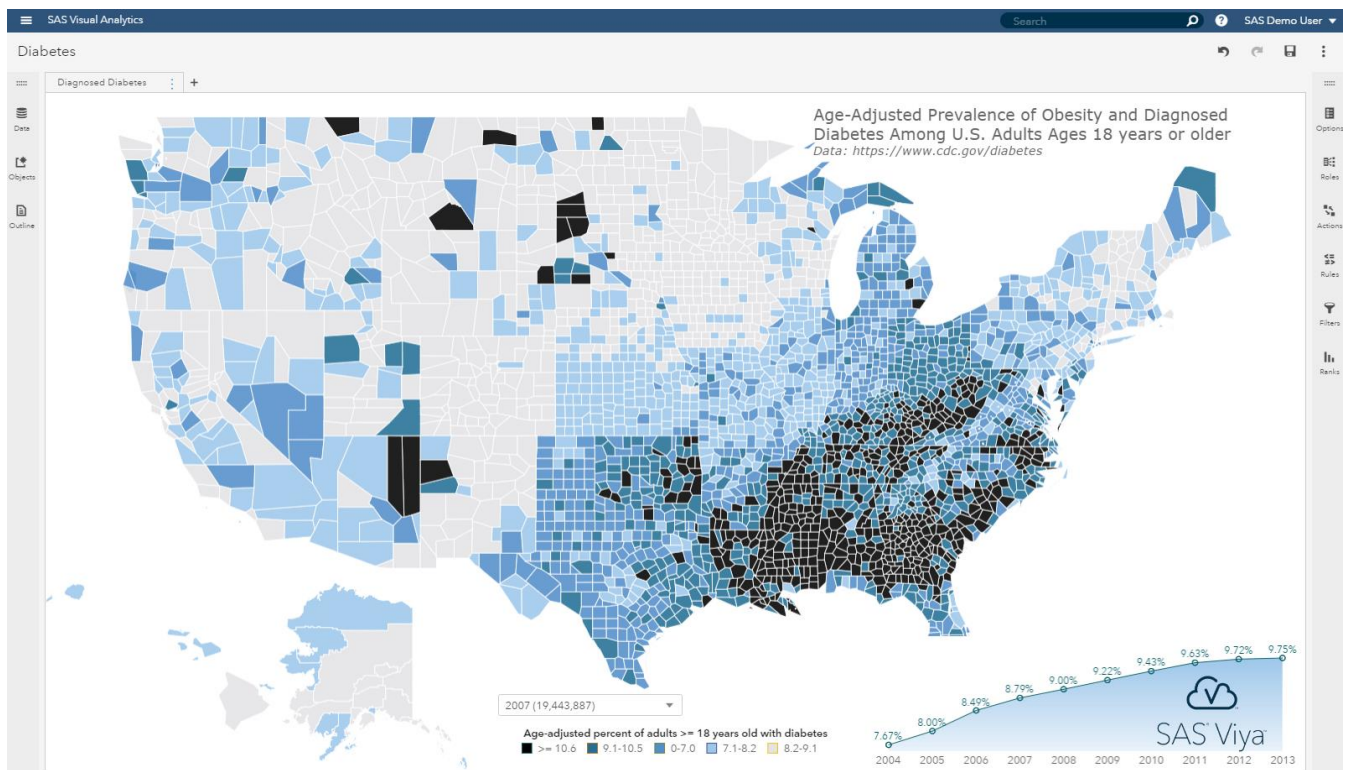 SAS Visual Analytics
Search
?
SAS Demo User
Diabetes
Diagnosed Diabetes
+
Data
Objects
Outline
Options
Roles
Actions
Rules
Filters
Ranks
Age-Adjusted Prevalence of Obesity and Diagnosed
Diabetes Among U.S. Adults Ages 18 years or older
Data: https://www.cdc.gov/diabetes
2007 (19,443,887)
Age-adjusted percent of adults >= 18 years old with diabetes
>= 10.6 9.1-10.5 0-7.0 7.1-8.2 8.2-9.1
7.67% 8.00% 8.49% 8.79% 9.00% 9.22% 9.43% 9.63% 9.72% 9.75%
SAS Viya
2004 2005 2006 2007 2008 2009 2010 2011 2012 2013